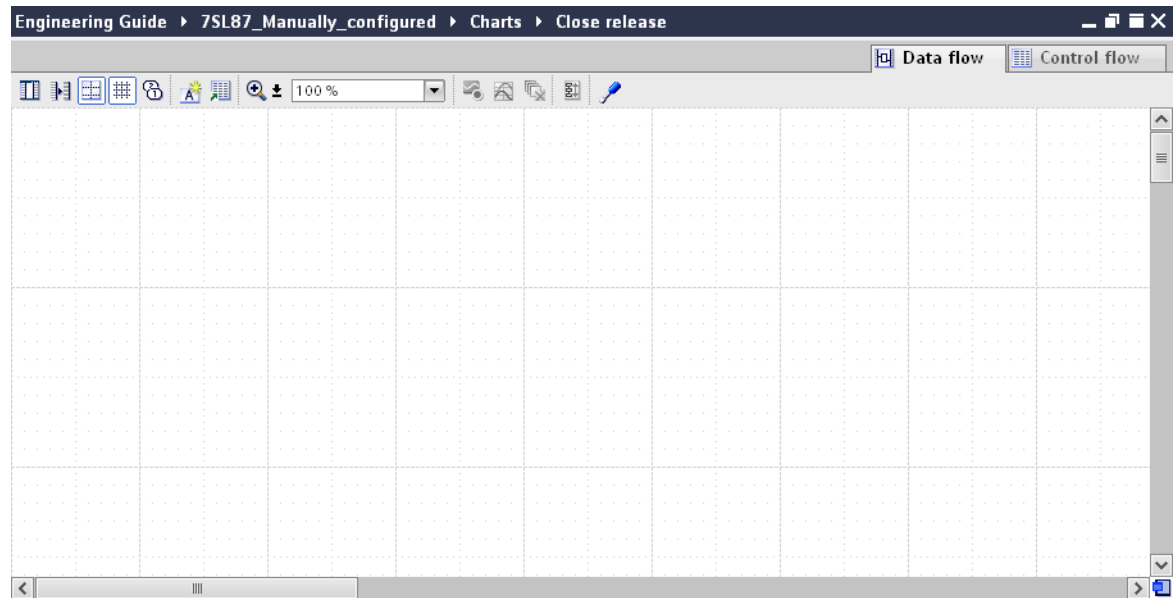 Engineering Guide ▸ 7SL87_Manually_configured ▸ Charts ▸ Close release
Data flow
Control flow
100 %